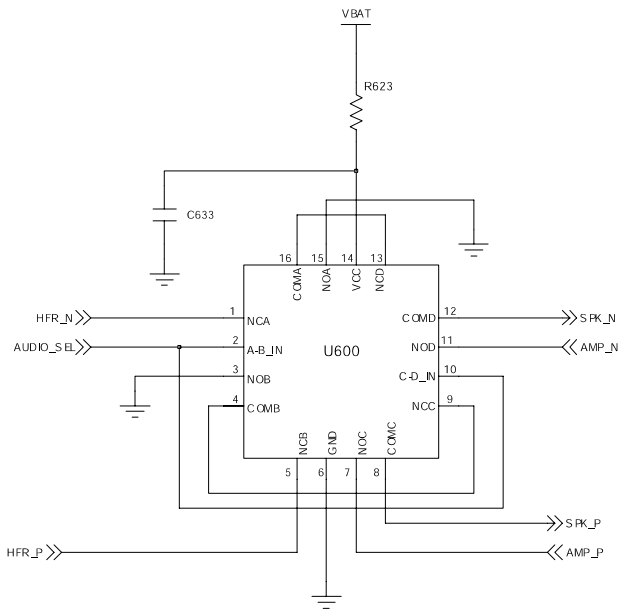 VBAT
R623
C633
16 15 14 13
COMA NOA VCC NCD
HFR_N 1 NCA COMD 12 SPK_N
AUDIO_SEL 2 A-B_IN U600 NOD 11 AMP_N
3 NOB C-D_IN 10
4 COMB NCC 9
NCB GND NOC COMC
5 6 7 8
SPK_P
HFR_P AMP_P